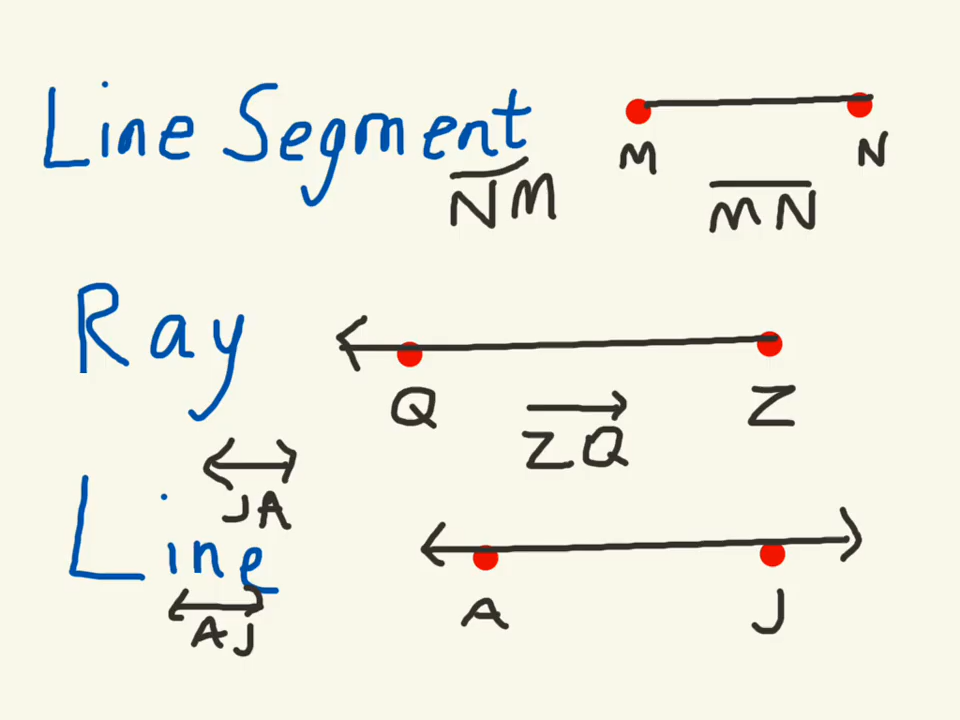 Line Segment
M N
NM MN
Ray
Q Z
ZQ
JA
Line
A J
AJ